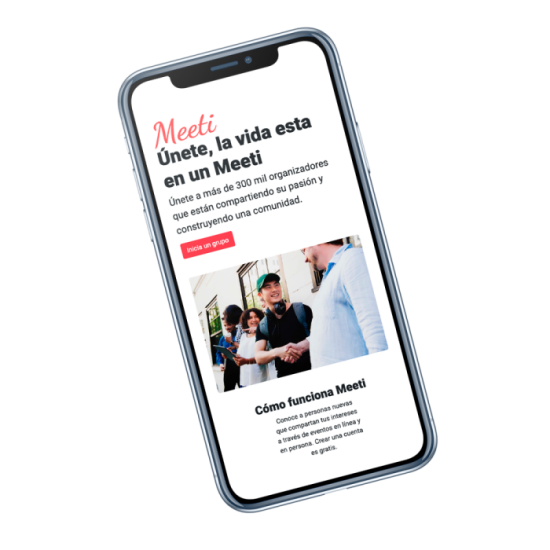 Meeti
Únete, la vida esta
en un Meeti
Únete a más de 300 mil organizadores
que están compartiendo su pasión y
construyendo una comunidad.
Inicia un grupo
Cómo funciona Meeti
Conoce a personas nuevas
que compartan tus intereses
a través de eventos en línea y
en persona. Crear una cuenta
es gratis.